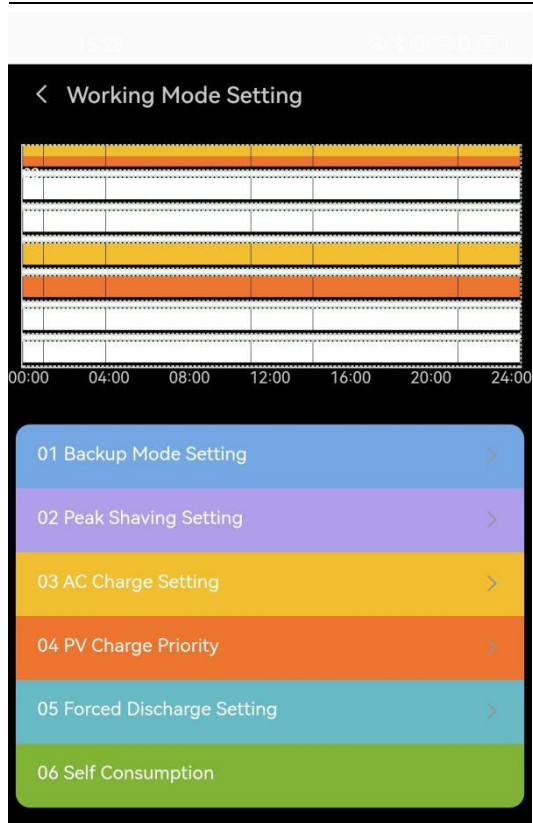 Working Mode Setting
00:00 04:00 08:00 12:00 16:00 20:00 24:00
01 Backup Mode Setting
02 Peak Shaving Setting
03 AC Charge Setting
04 PV Charge Priority
05 Forced Discharge Setting
06 Self Consumption